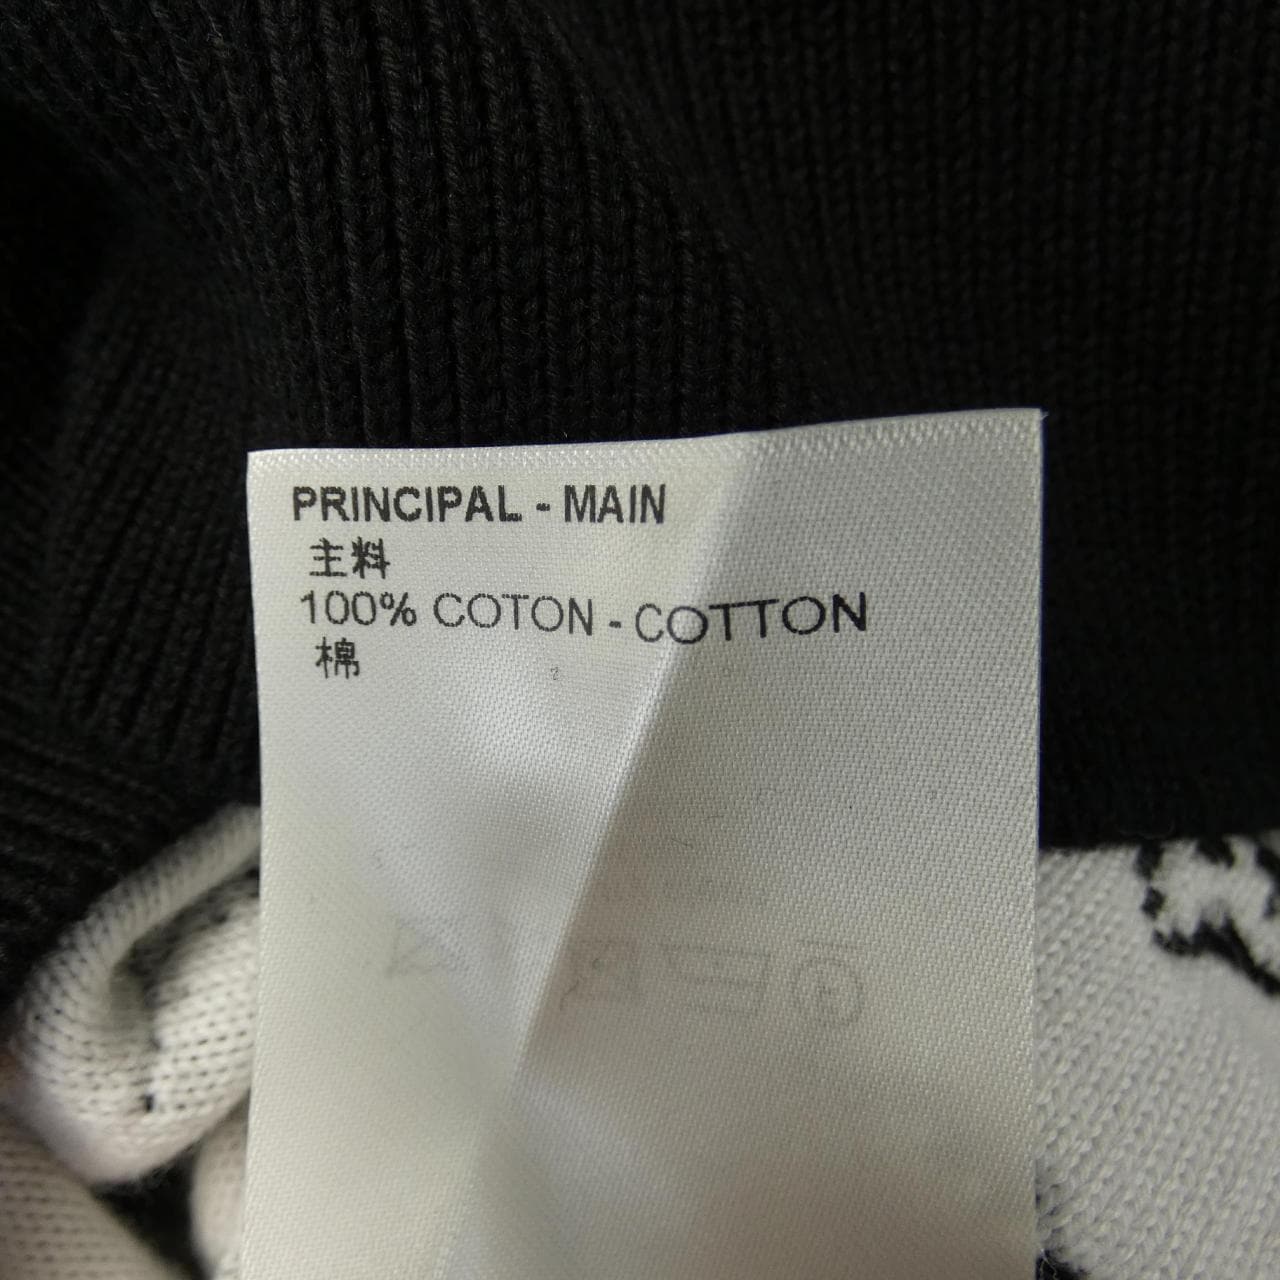 PRINCIPAL - MAIN
主料
100% COTON - COTTON
棉